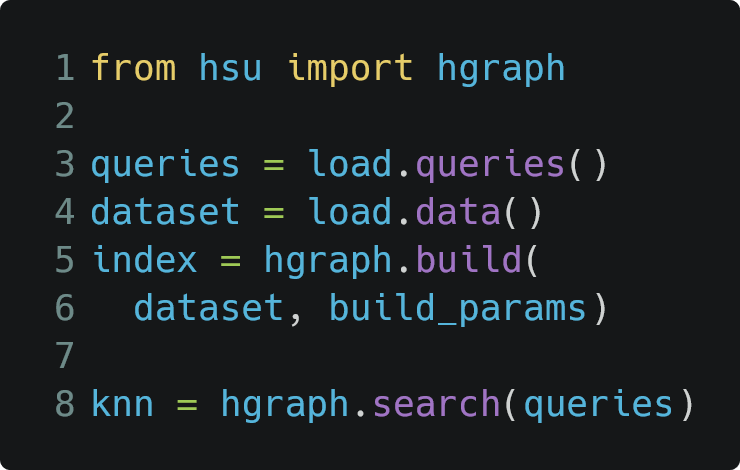 1 from hsu import hgraph
2
3 queries = load.queries()
4 dataset = load.data()
5 index = hgraph.build(
6   dataset, build_params)
7
8 knn = hgraph.search(queries)